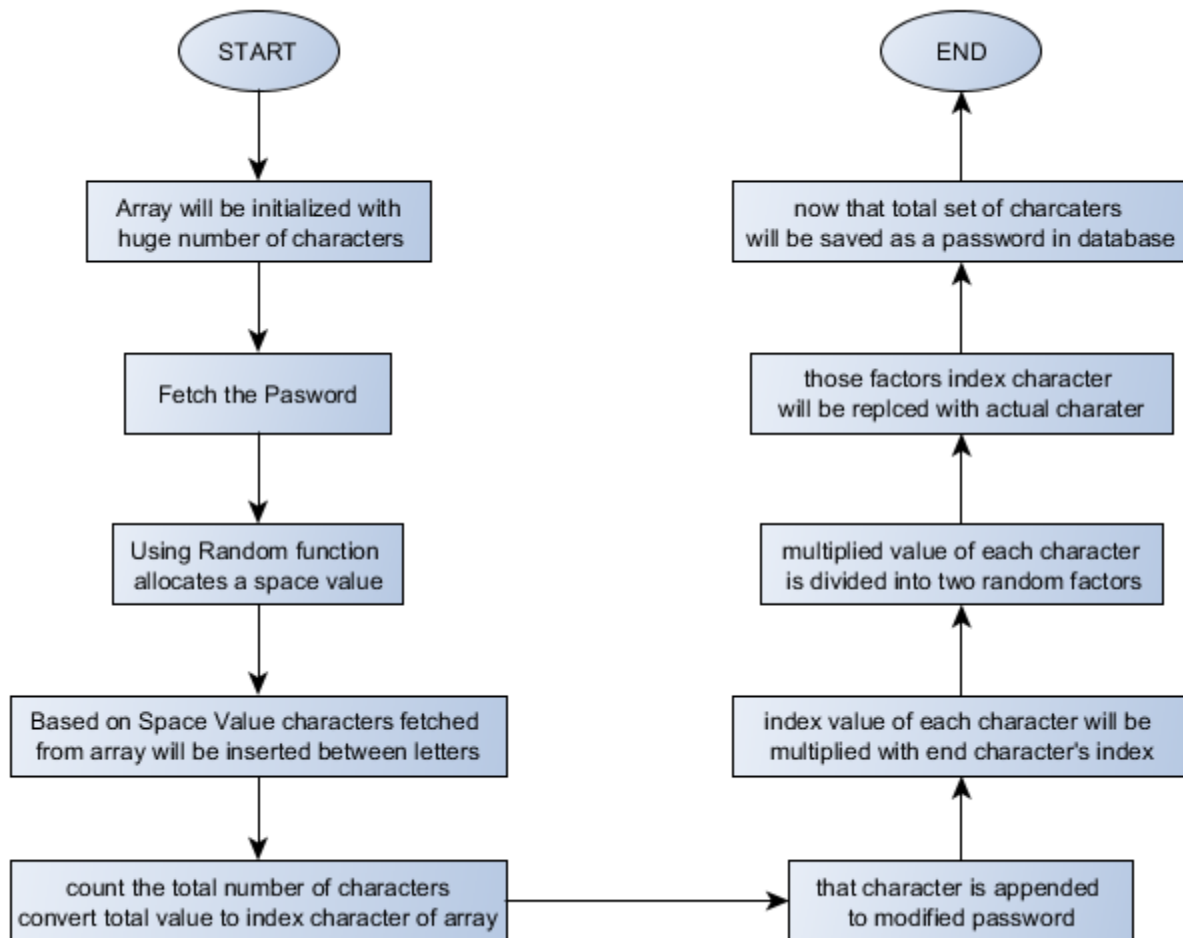 START
Array will be initialized with
huge number of characters
Fetch the Pasword
Using Random function
allocates a space value
Based on Space Value characters fetched
from array will be inserted between letters
count the total number of characters
convert total value to index character of array
that character is appended
to modified password
index value of each character will be
multiplied with end character's index
multiplied value of each character
is divided into two random factors
those factors index character
will be replced with actual charater
now that total set of charcaters
will be saved as a password in database
END